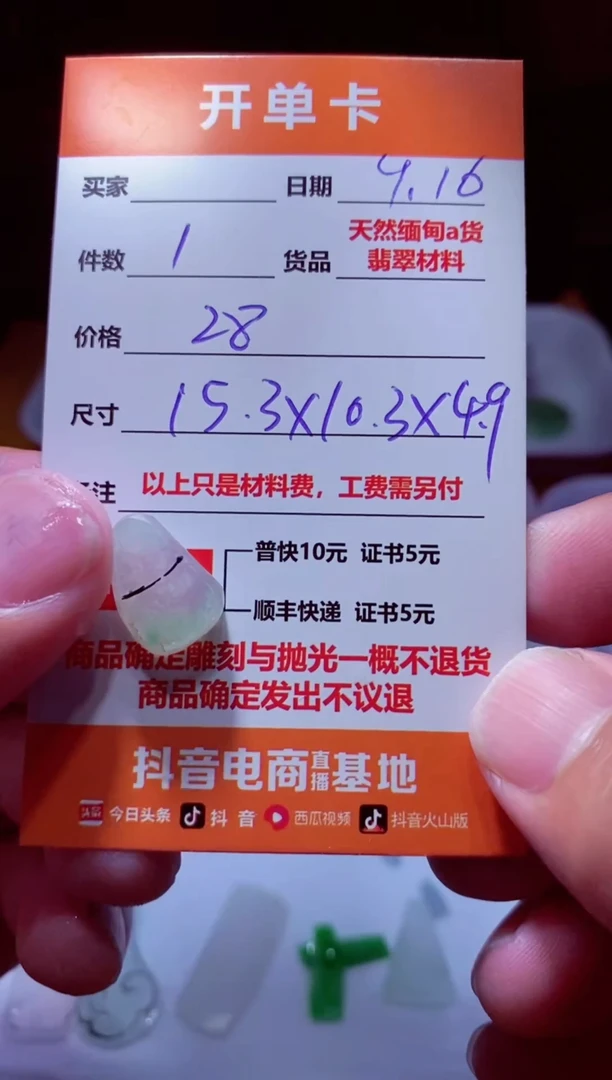 开单卡
买家 日期 9.16
件数 1 货品 天然缅甸a货
翡翠材料
价格 28
尺寸 15.3X10.3X4.9
注 以上只是材料费，工费需另付
普快10元 证书5元
顺丰快递 证书5元
商品确定雕刻与抛光一概不退货
商品确定发出不议退
抖音电商直播基地
头条 今日头条 抖音 西瓜视频 抖音火山版